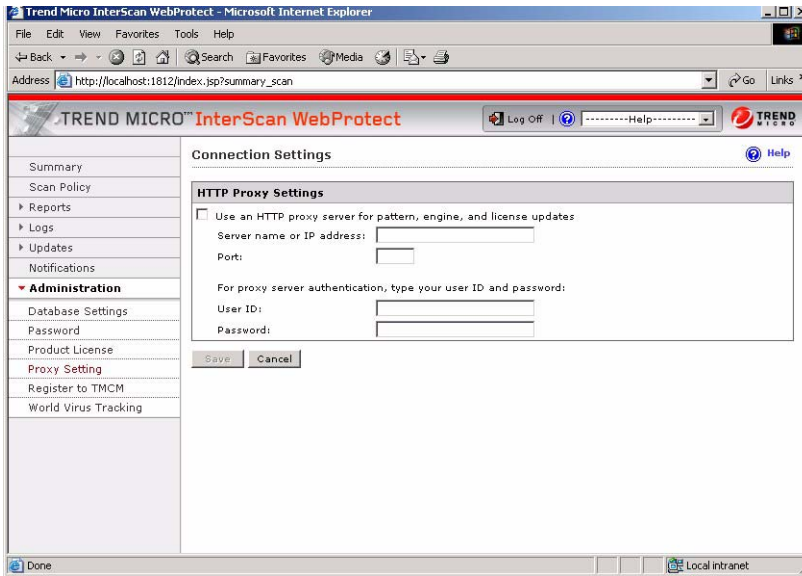 Trend Micro InterScan WebProtect - Microsoft Internet Explorer
File Edit View Favorites Tools Help
Back Search Favorites Media
Address http://localhost:1812/index.jsp?summary_scan Go Links
TREND MICRO™ InterScan WebProtect Log Off | ---------Help--------- TREND MICRO
Connection Settings Help
Summary
Scan Policy
Reports
Logs
Updates
Notifications
Administration
Database Settings
Password
Product License
Proxy Setting
Register to TMCM
World Virus Tracking
HTTP Proxy Settings
Use an HTTP proxy server for pattern, engine, and license updates
Server name or IP address:
Port:
For proxy server authentication, type your user ID and password:
User ID:
Password:
Save Cancel
Done Local intranet